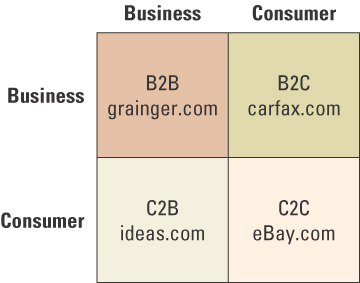 Business Consumer
Business
B2B
grainger.com
B2C
carfax.com
Consumer
C2B
ideas.com
C2C
eBay.com